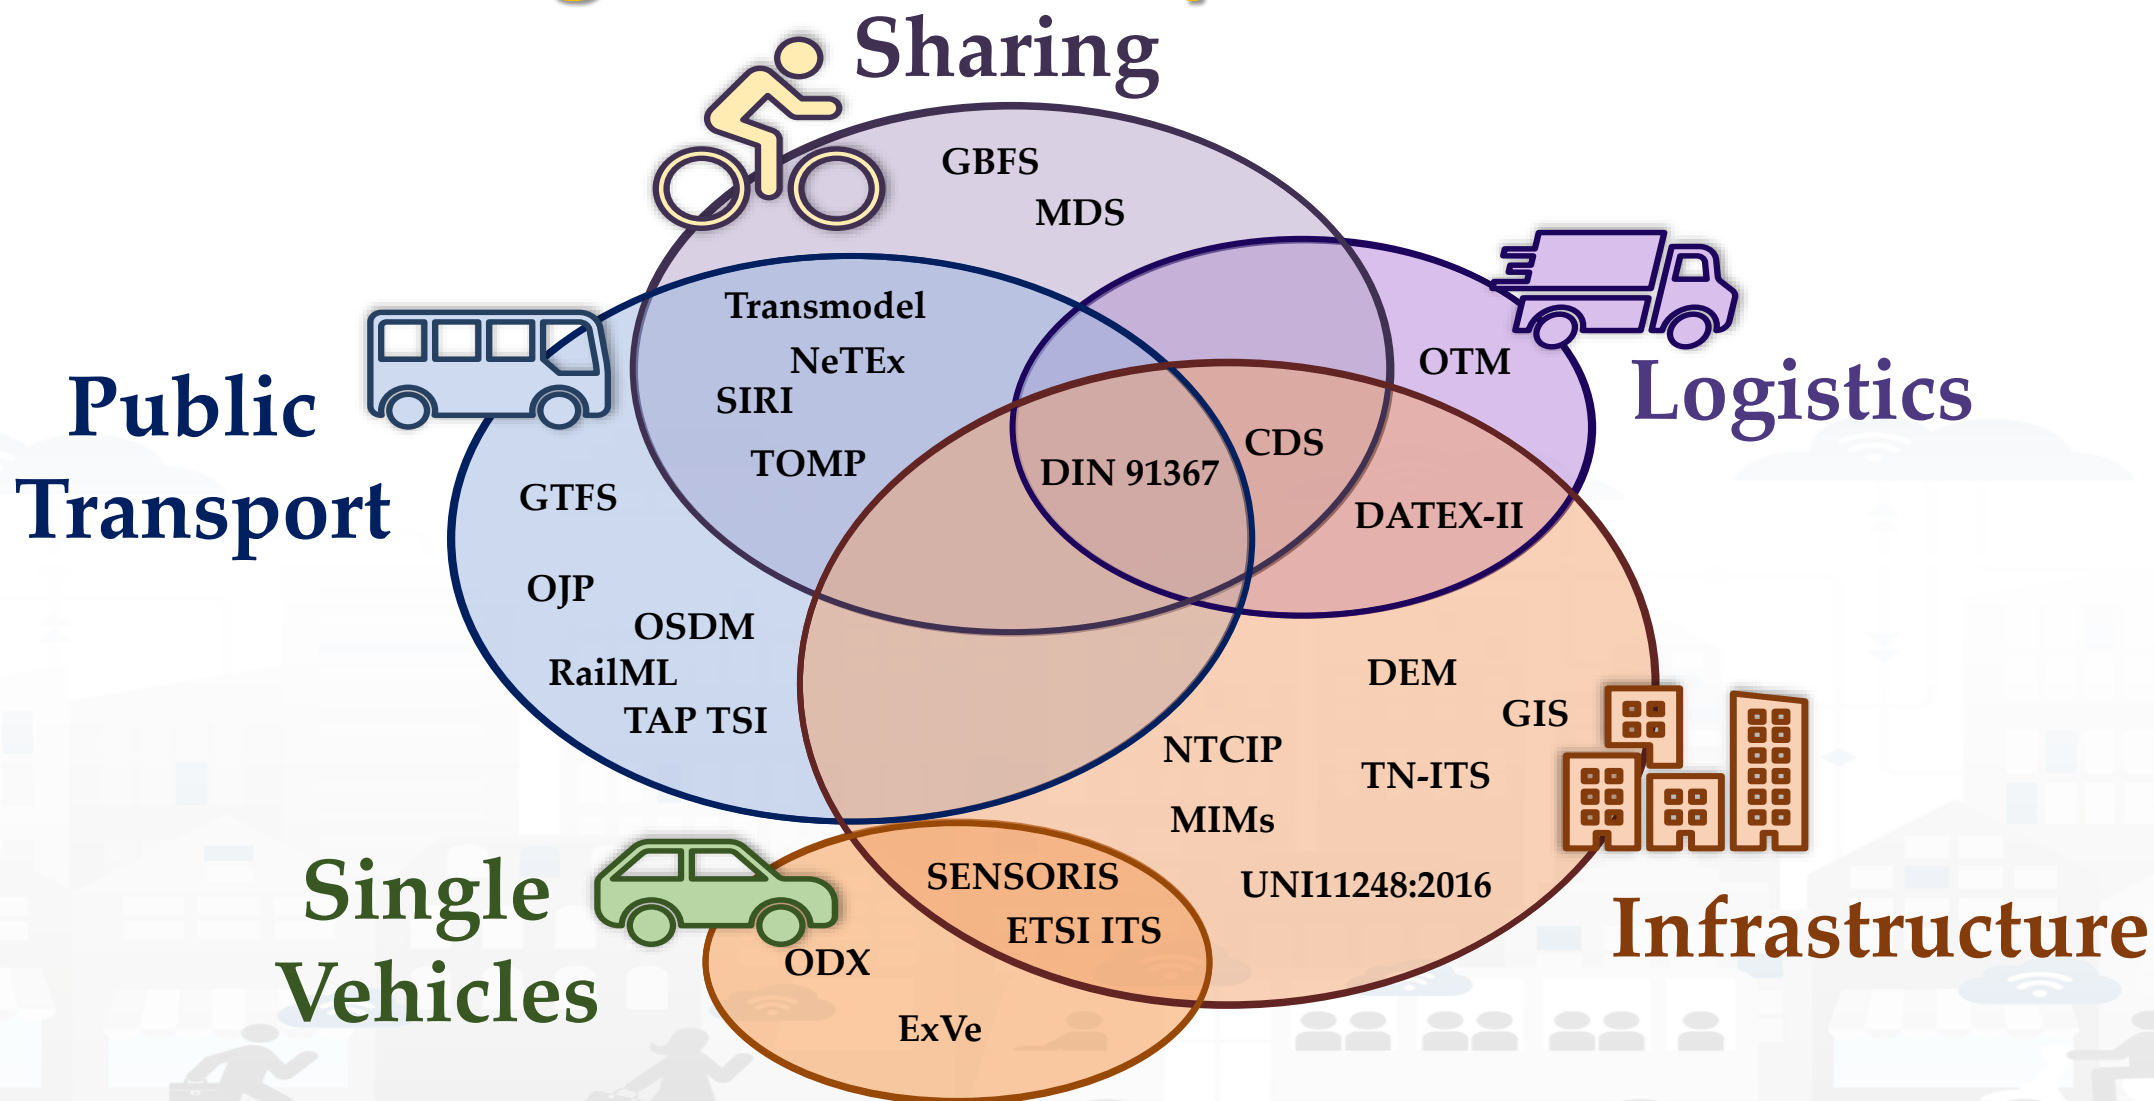 Sharing
GBFS
MDS
Transmodel
NeTEx
SIRI
TOMP
OTM
Logistics
Public
Transport
CDS
DIN 91367
DATEX-II
GTFS
OJP
OSDM
RailML
TAP TSI
DEM
GIS
NTCIP
TN-ITS
MIMs
UNI11248:2016
Infrastructure
Single
Vehicles
SENSORIS
ETSI ITS
ODX
ExVe